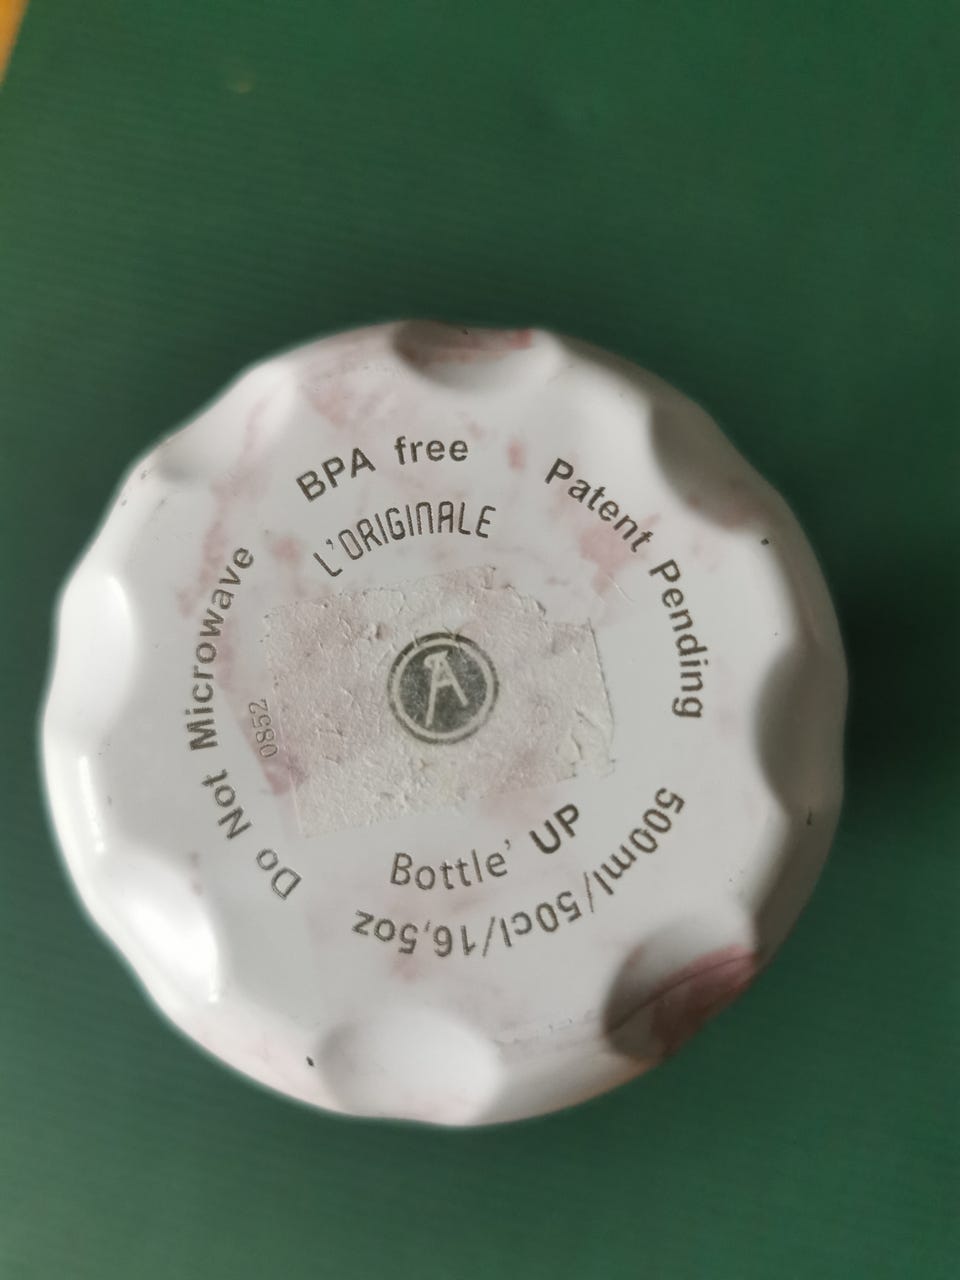 BPA free
Patent Pending
500ml/50cl/16,5oz
Do Not Microwave
L'ORIGINALE
0852
Bottle' UP